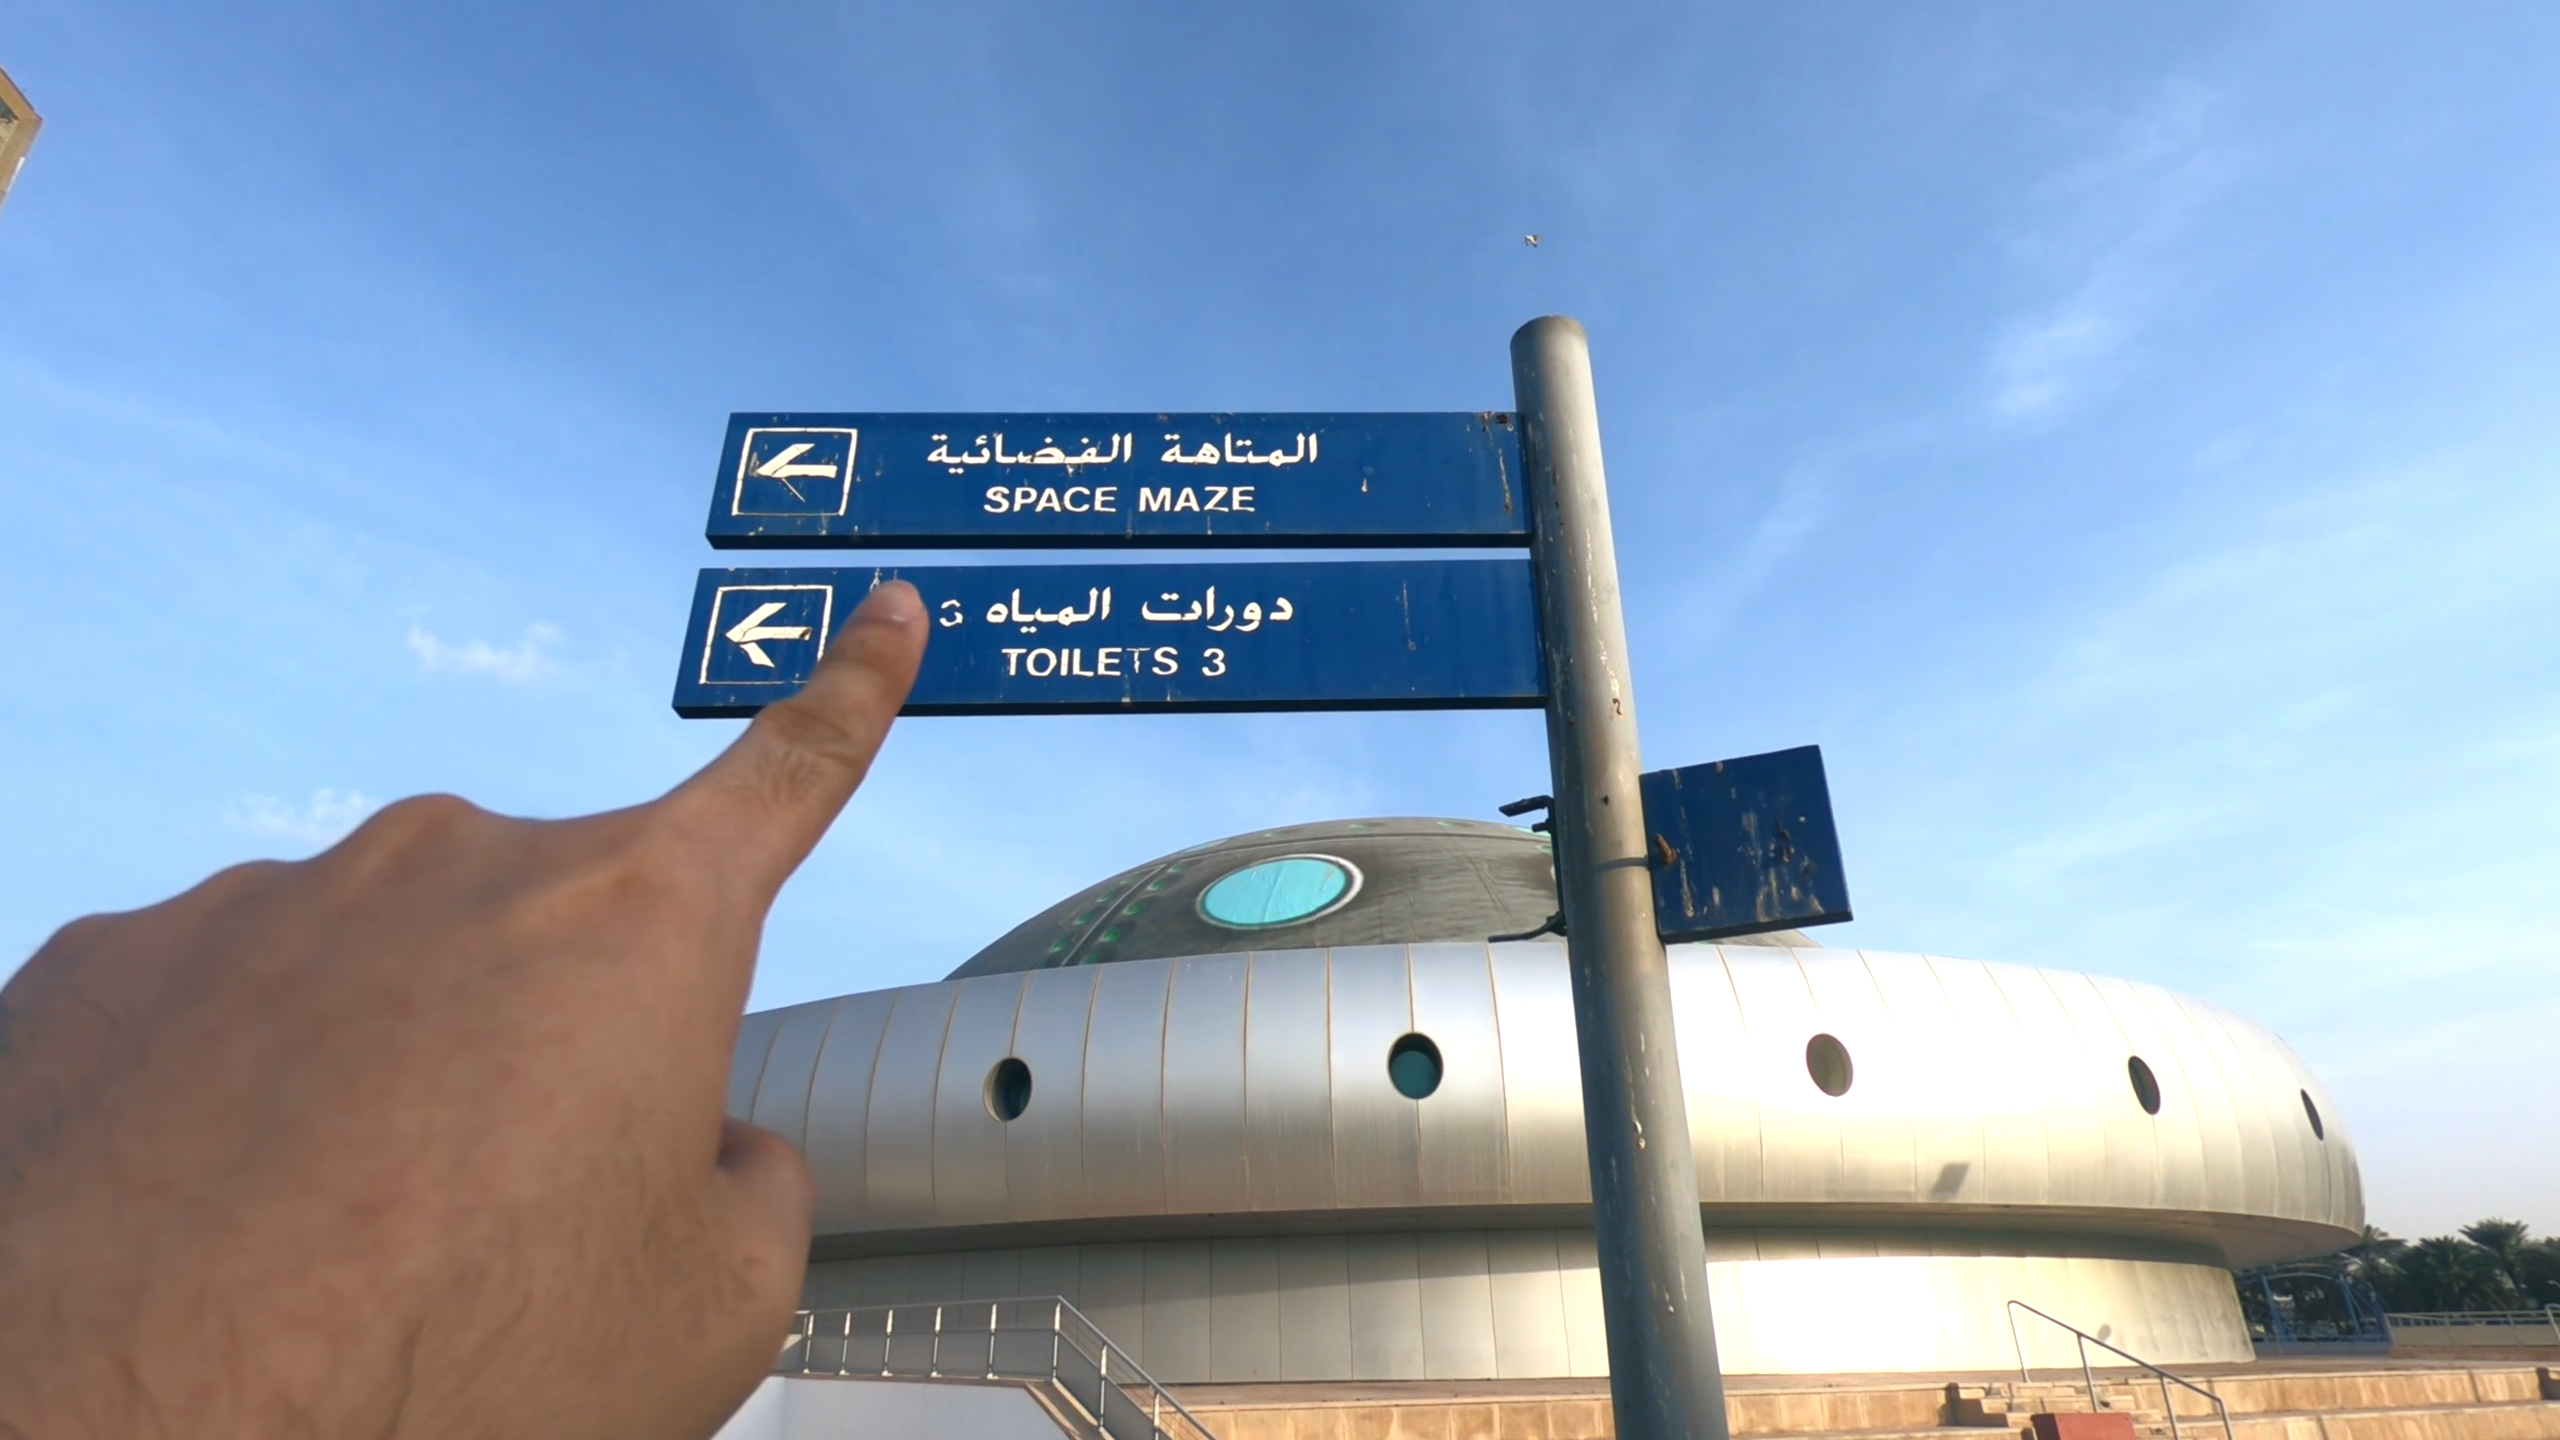 المتاهة الفضائية
SPACE MAZE
دورات المياه 3
TOILETS 3